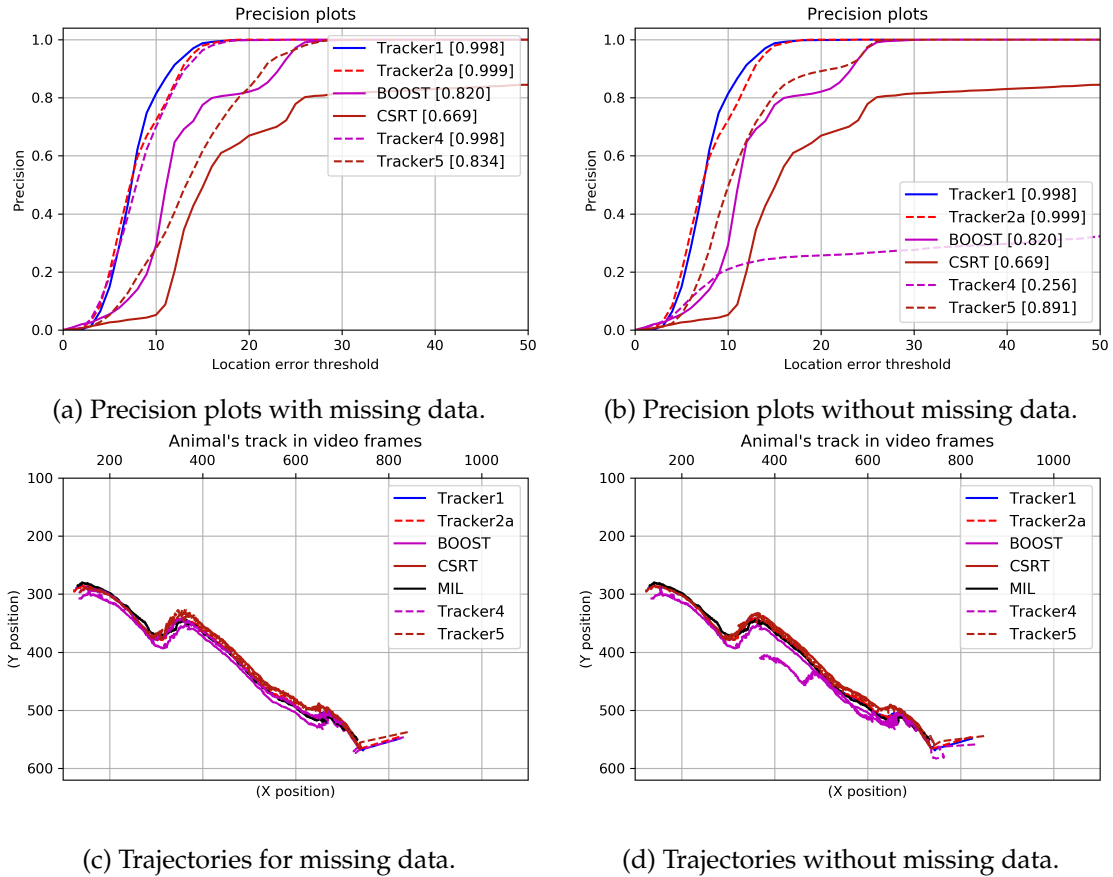 Precision plots
1.0
0.8
0.6
0.4
0.2
0.0
Precision
0 10 20 30 40 50
Location error threshold
Tracker1 [0.998]
Tracker2a [0.999]
BOOST [0.820]
CSRT [0.669]
Tracker4 [0.998]
Tracker5 [0.834]
(a) Precision plots with missing data.
Precision plots
1.0
0.8
0.6
0.4
0.2
0.0
Precision
0 10 20 30 40 50
Location error threshold
Tracker1 [0.998]
Tracker2a [0.999]
BOOST [0.820]
CSRT [0.669]
Tracker4 [0.256]
Tracker5 [0.891]
(b) Precision plots without missing data.
Animal's track in video frames
200 400 600 800 1000
100
200
300
400
500
600
(Y position)
(X position)
Tracker1
Tracker2a
BOOST
CSRT
MIL
Tracker4
Tracker5
(c) Trajectories for missing data.
Animal's track in video frames
200 400 600 800 1000
100
200
300
400
500
600
(Y position)
(X position)
Tracker1
Tracker2a
BOOST
CSRT
MIL
Tracker4
Tracker5
(d) Trajectories without missing data.